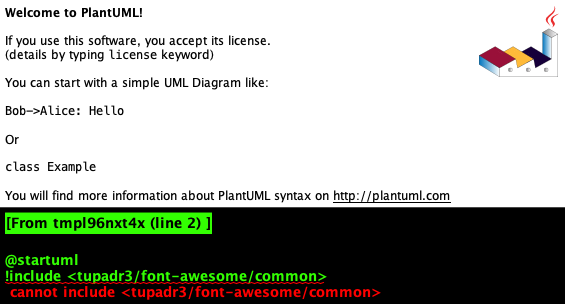 Welcome to PlantUML!
If you use this software, you accept its license.
(details by typing license keyword)
You can start with a simple UML Diagram like:
Bob->Alice: Hello
Or
class Example
You will find more information about PlantUML syntax on http://plantuml.com
[From tmpl96nxt4x (line 2) ]
@startuml
!include <tupadr3/font-awesome/common>
cannot include <tupadr3/font-awesome/common>